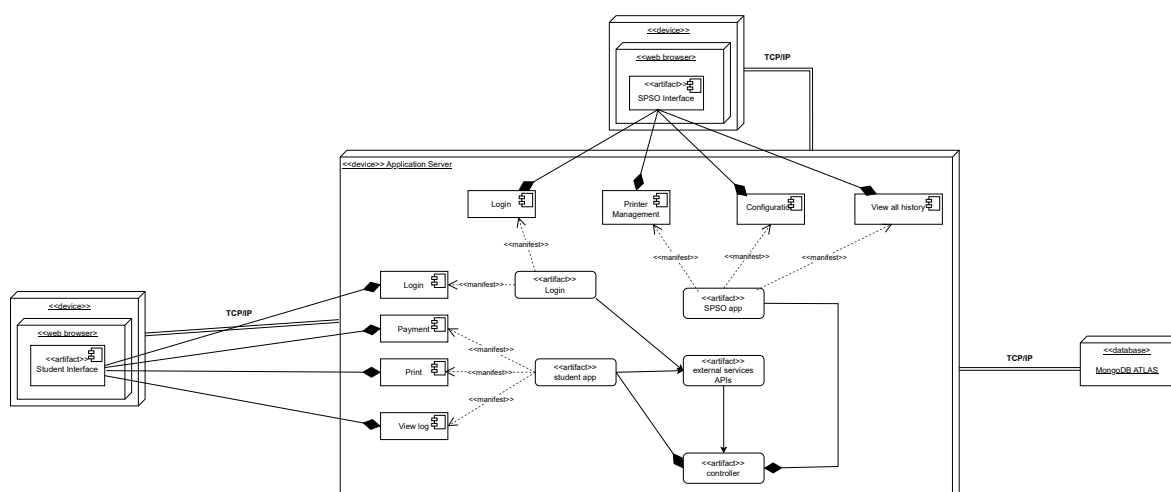 <<device>>
<<web browser>>
<<artifact>>
SPSO Interface
TCP/IP
<<device>> Application Server
Login
Printer
Management
Configuration
View all history
<<manifest>>
<<manifest>>
<<manifest>>
<<manifest>>
Login
<<manifest>>
<<artifact>>
Login
<<artifact>>
SPSO app
<<device>>
<<web browser>>
<<artifact>>
Student Interface
TCP/IP
Payment
<<manifest>>
Print
<<manifest>>
<<artifact>>
student app
<<artifact>>
external services
APIs
<<manifest>>
View log
<<artifact>>
controller
TCP/IP
<<database>>
MongoDB ATLAS